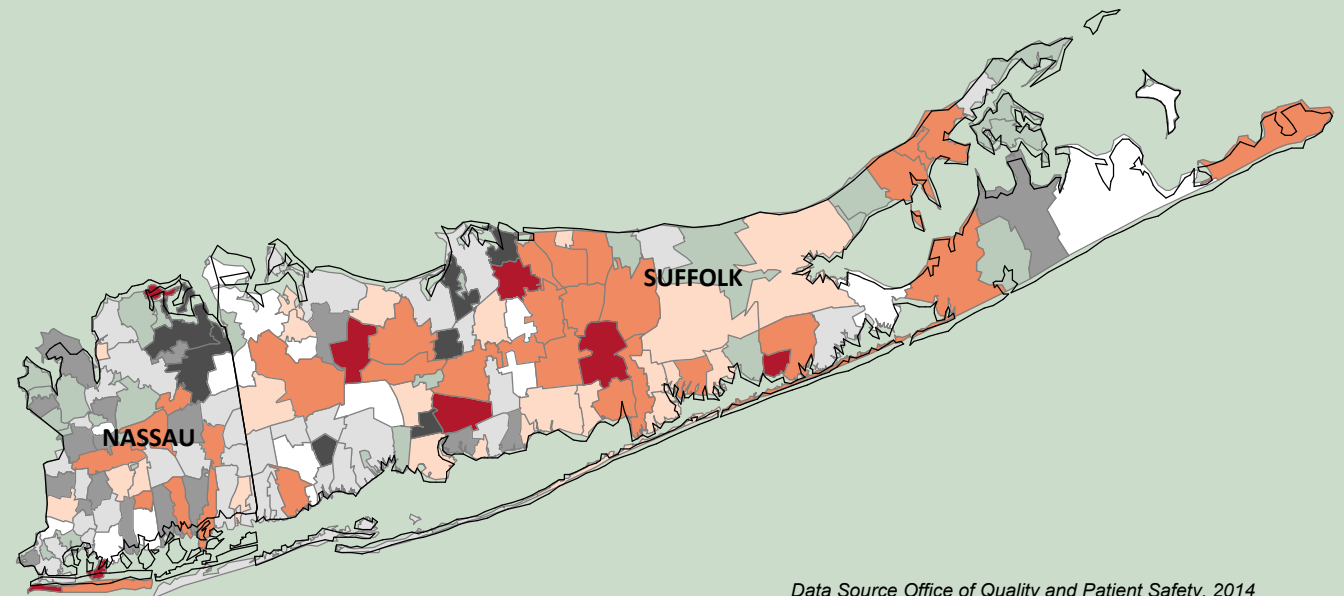 SUFFOLK
NASSAU
Data Source Office of Quality and Patient Safety, 2014